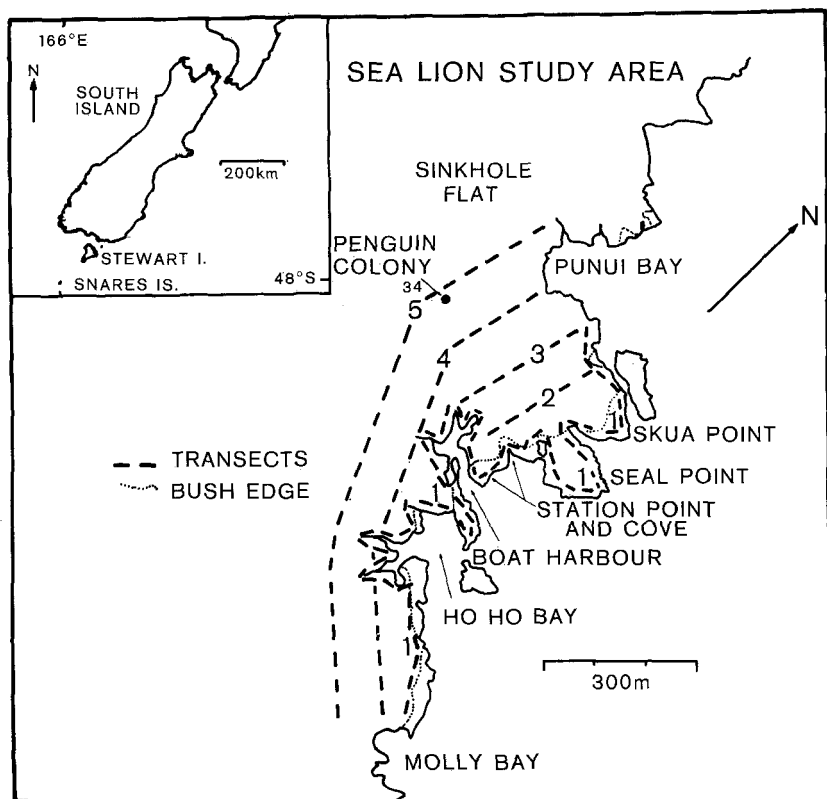 166°E
N
SOUTH
ISLAND
200km
STEWART I.
SNARES IS.
48°S
SEA LION STUDY AREA
SINKHOLE
FLAT
N
PENGUIN
COLONY
34
PUNUI BAY
5
4
3
2
1
SKUA POINT
TRANSECTS
BUSH EDGE
1
SEAL POINT
1
STATION POINT
AND COVE
BOAT HARBOUR
HO HO BAY
1
300m
MOLLY BAY